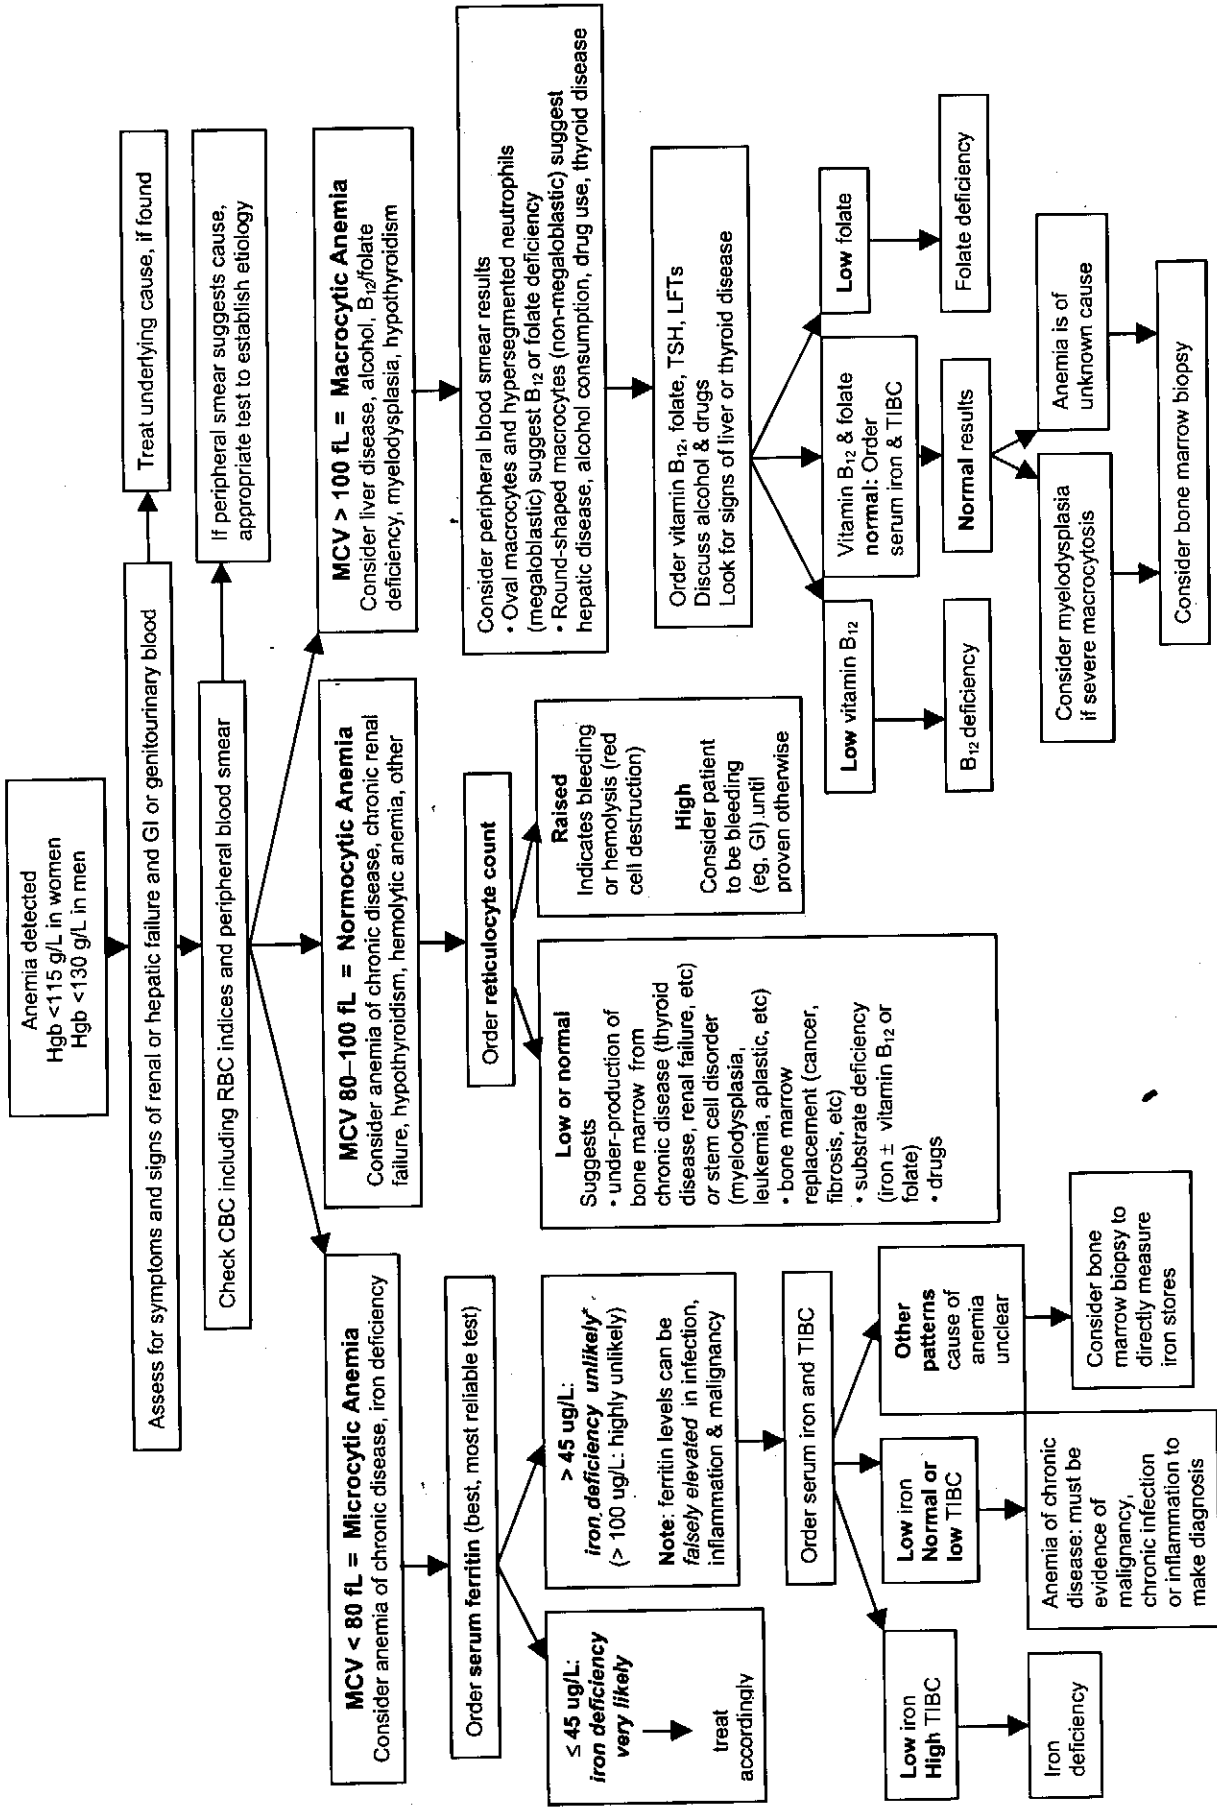 Anemia detected
Hgb <115 g/L in women
Hgb <130 g/L in men
Assess for symptoms and signs of renal or hepatic failure and GI or genitourinary blood
Treat underlying cause, if found
Check CBC including RBC indices and peripheral blood smear
If peripheral smear suggests cause,
appropriate test to establish etiology
MCV < 80 fL = Microcytic Anemia
Consider anemia of chronic disease, iron deficiency
MCV 80–100 fL = Normocytic Anemia
Consider anemia of chronic disease, chronic renal
failure, hypothyroidism, hemolytic anemia, other
MCV > 100 fL = Macrocytic Anemia
Consider liver disease, alcohol, B12/folate
deficiency, myelodysplasia, hypothyroidism
Order serum ferritin (best, most reliable test)
≤ 45 ug/L:
iron deficiency
very likely
treat
accordingly
> 45 ug/L:
iron deficiency unlikely*
(> 100 ug/L: highly unlikely)
Note: ferritin levels can be
falsely elevated in infection,
inflammation & malignancy
Order serum iron and TIBC
Low iron
High TIBC
Low iron
Normal or
low TIBC
Other
patterns
cause of
anemia
unclear
Iron
deficiency
Anemia of chronic
disease: must be
evidence of
malignancy,
chronic infection
or inflammation to
make diagnosis
Consider bone
marrow biopsy to
directly measure
iron stores
Order reticulocyte count
Low or normal
Suggests
• under-production of
bone marrow from
chronic disease (thyroid
disease, renal failure, etc)
or stem cell disorder
(myelodysplasia,
leukemia, aplastic, etc)
• bone marrow
replacement (cancer,
fibrosis, etc)
• substrate deficiency
(iron ± vitamin B12 or
folate)
• drugs
Raised
Indicates bleeding
or hemolysis (red
cell destruction)
High
Consider patient
to be bleeding
(eg, GI).until
proven otherwise
Consider peripheral blood smear results
• Oval macrocytes and hypersegmented neutrophils
(megaloblastic) suggest B12 or folate deficiency
• Round-shaped macrocytes (non-megaloblastic) suggest
hepatic disease, alcohol consumption, drug use, thyroid disease
Order vitamin B12, folate, TSH, LFTs
Discuss alcohol & drugs
Look for signs of liver or thyroid disease
Low vitamin B12
Vitamin B12 & folate
normal: Order
serum iron & TIBC
Low folate
B12 deficiency
Normal results
Folate deficiency
Consider myelodysplasia
if severe macrocytosis
Anemia is of
unknown cause
Consider bone marrow biopsy